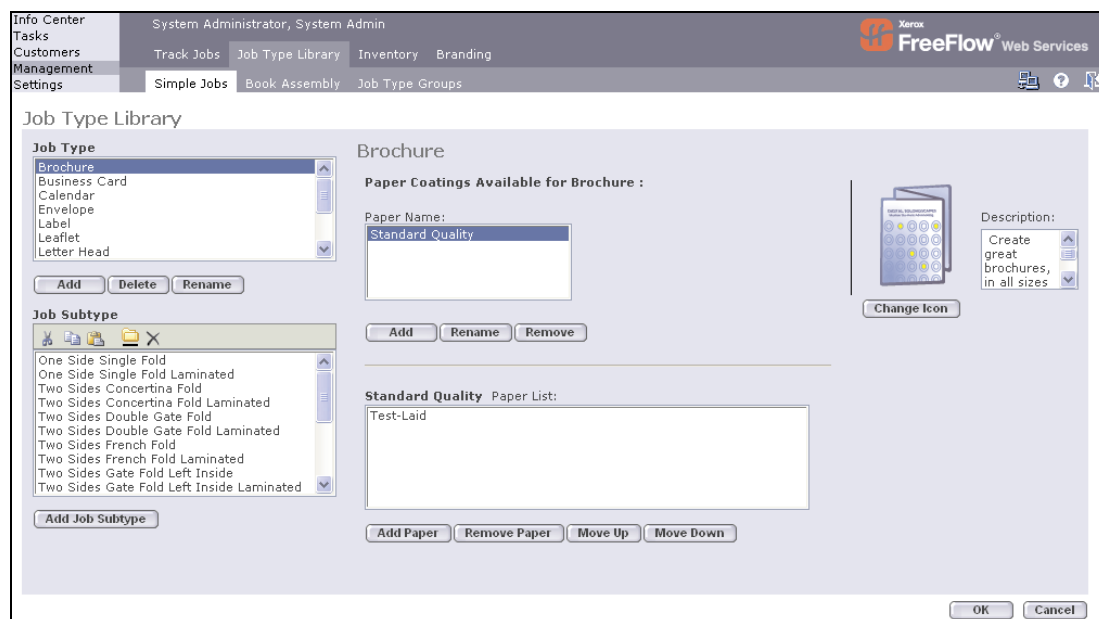 Info Center
Tasks
Customers
Management
Settings
System Administrator, System Admin
Track Jobs Job Type Library Inventory Branding
Simple Jobs Book Assembly Job Type Groups
Xerox
FreeFlow® Web Services
Job Type Library
Job Type
Brochure
Business Card
Calendar
Envelope
Label
Leaflet
Letter Head
Add Delete Rename
Job Subtype
One Side Single Fold
One Side Single Fold Laminated
Two Sides Concertina Fold
Two Sides Concertina Fold Laminated
Two Sides Double Gate Fold
Two Sides Double Gate Fold Laminated
Two Sides French Fold
Two Sides French Fold Laminated
Two Sides Gate Fold Left Inside
Two Sides Gate Fold Left Inside Laminated
Add Job Subtype
Brochure
Paper Coatings Available for Brochure :
Paper Name:
Standard Quality
Add Rename Remove
Standard Quality Paper List:
Test-Laid
Add Paper Remove Paper Move Up Move Down
Change Icon
Description:
Create
great
brochures,
in all sizes
OK Cancel